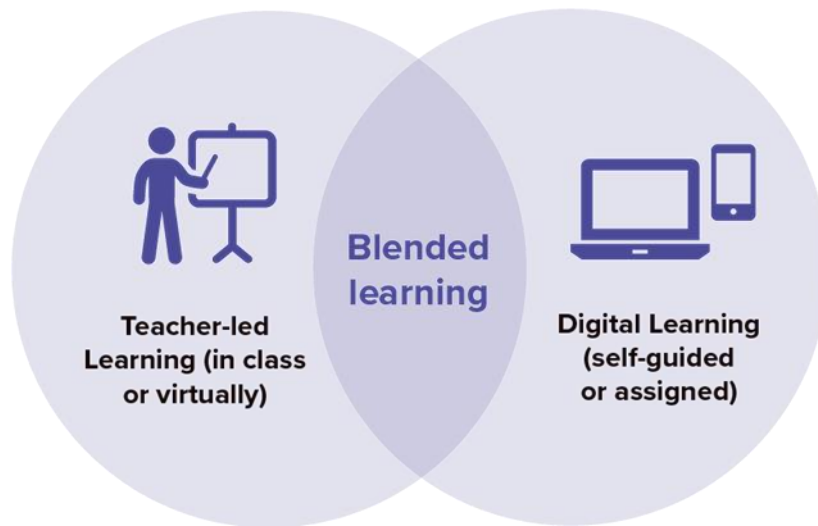 Teacher-led
Learning (in class
or virtually)
Blended
learning
Digital Learning
(self-guided
or assigned)